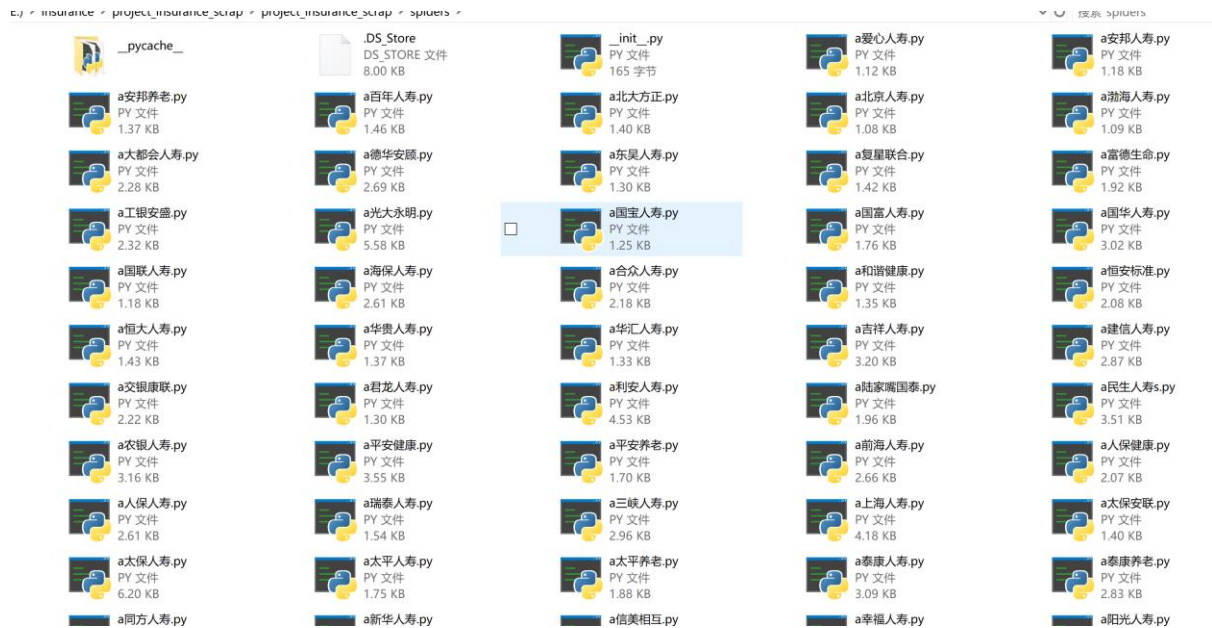 E:) > insurance > project_insurance_scrap > project_insurance_scrap > spiders >
搜索 spiders
__pycache__
.DS_Store
DS_STORE 文件
8.00 KB
__init__.py
PY 文件
165 字节
a爱心人寿.py
PY 文件
1.12 KB
a安邦人寿.py
PY 文件
1.18 KB
a安邦养老.py
PY 文件
1.37 KB
a百年人寿.py
PY 文件
1.46 KB
a北大方正.py
PY 文件
1.40 KB
a北京人寿.py
PY 文件
1.08 KB
a渤海人寿.py
PY 文件
1.09 KB
a大都会人寿.py
PY 文件
2.28 KB
a德华安顾.py
PY 文件
2.69 KB
a东吴人寿.py
PY 文件
1.30 KB
a复星联合.py
PY 文件
1.42 KB
a富德生命.py
PY 文件
1.92 KB
a工银安盛.py
PY 文件
2.32 KB
a光大永明.py
PY 文件
5.58 KB
a国宝人寿.py
PY 文件
1.25 KB
a国富人寿.py
PY 文件
1.76 KB
a国华人寿.py
PY 文件
3.02 KB
a国联人寿.py
PY 文件
1.18 KB
a海保人寿.py
PY 文件
2.61 KB
a合众人寿.py
PY 文件
2.18 KB
a和谐健康.py
PY 文件
1.35 KB
a恒安标准.py
PY 文件
2.08 KB
a恒大人寿.py
PY 文件
1.43 KB
a华贵人寿.py
PY 文件
1.37 KB
a华汇人寿.py
PY 文件
1.33 KB
a吉祥人寿.py
PY 文件
3.20 KB
a建信人寿.py
PY 文件
2.87 KB
a交银康联.py
PY 文件
2.22 KB
a君龙人寿.py
PY 文件
1.30 KB
a利安人寿.py
PY 文件
4.53 KB
a陆家嘴国泰.py
PY 文件
1.96 KB
a民生人寿s.py
PY 文件
3.51 KB
a农银人寿.py
PY 文件
3.16 KB
a平安健康.py
PY 文件
3.55 KB
a平安养老.py
PY 文件
1.70 KB
a前海人寿.py
PY 文件
2.66 KB
a人保健康.py
PY 文件
2.07 KB
a人保人寿.py
PY 文件
2.61 KB
a瑞泰人寿.py
PY 文件
1.54 KB
a三峡人寿.py
PY 文件
2.96 KB
a上海人寿.py
PY 文件
4.18 KB
a太保安联.py
PY 文件
1.40 KB
a太保人寿.py
PY 文件
6.20 KB
a太平人寿.py
PY 文件
1.75 KB
a太平养老.py
PY 文件
1.88 KB
a泰康人寿.py
PY 文件
3.09 KB
a泰康养老.py
PY 文件
2.83 KB
a同方人寿.py
a新华人寿.py
a信美相互.py
a幸福人寿.py
a阳光人寿.py